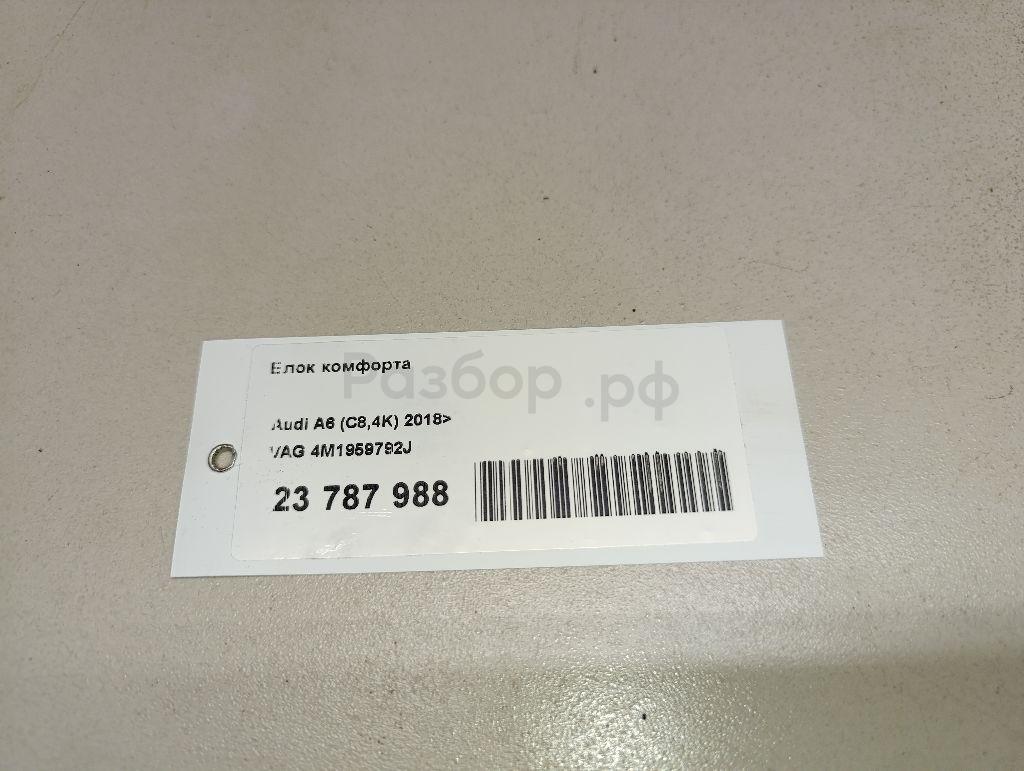 Блок комфорта
Разбор.рф
Audi A6 (C8,4K) 2018>
VAG 4M1959792J
23 787 988